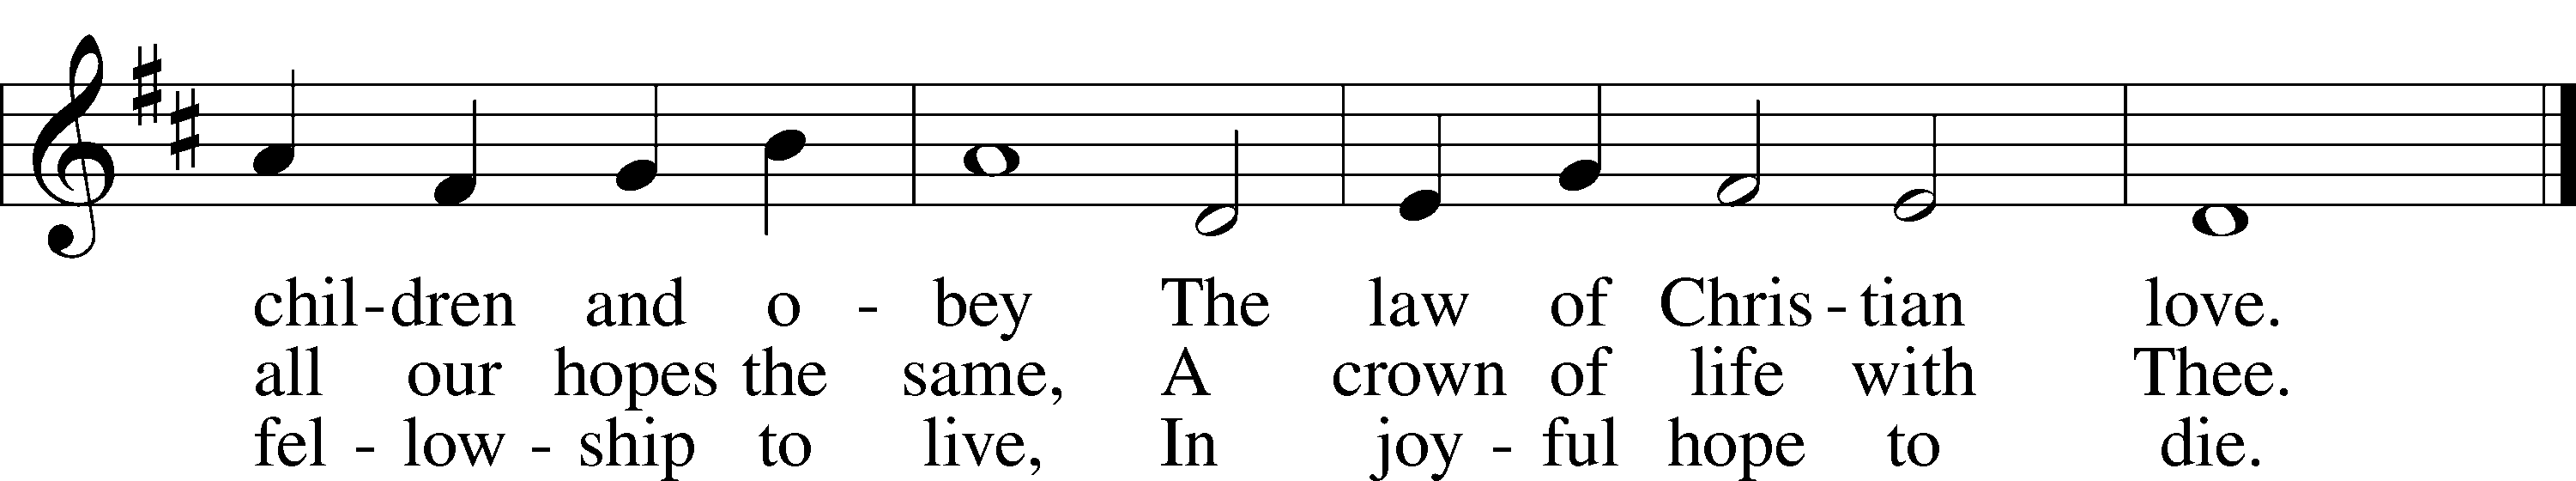 chil-dren and o - bey The law of Chris-tian love.
all our hopes the same, A crown of life with Thee.
fel - low - ship to live, In joy - ful hope to die.